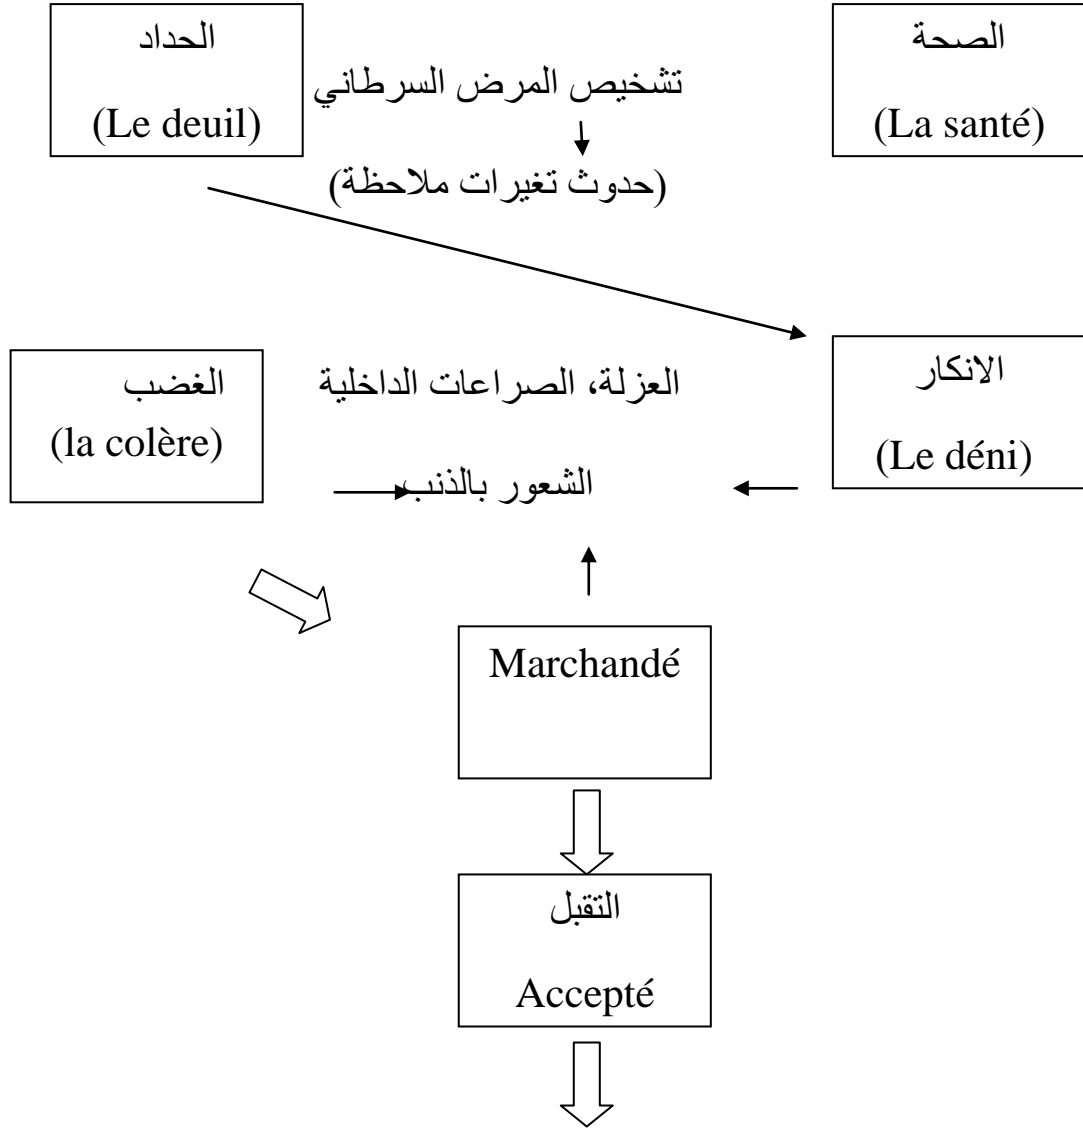 الصحة
(La santé)
تشخيص المرض السرطاني
(حدوث تغيرات ملاحظة)
الحداد
(Le deuil)
الانكار
(Le déni)
العزلة، الصراعات الداخلية
الشعور بالذنب
الغضب
(la colère)
Marchandé
التقبل
Accepté